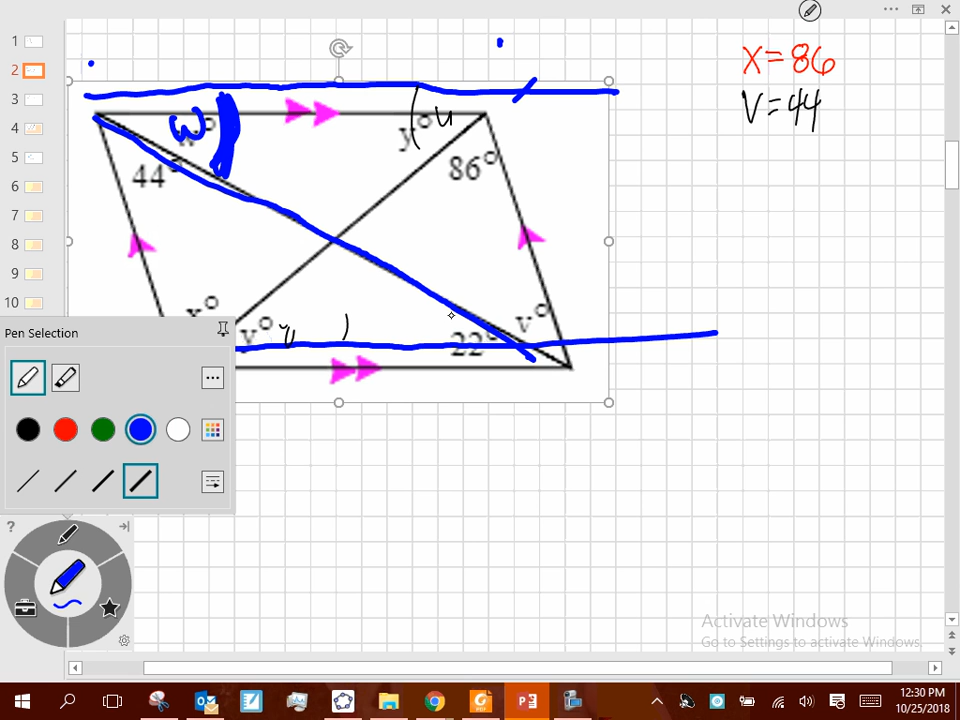 1
2
3
4
5
6
7
8
9
10
X=86
V=44
W
y° y
44°
86°
x°
y° y
22°
v°
Pen Selection
?
Activate Windows
Go to Settings to activate Windows.
12:30 PM
10/25/2018